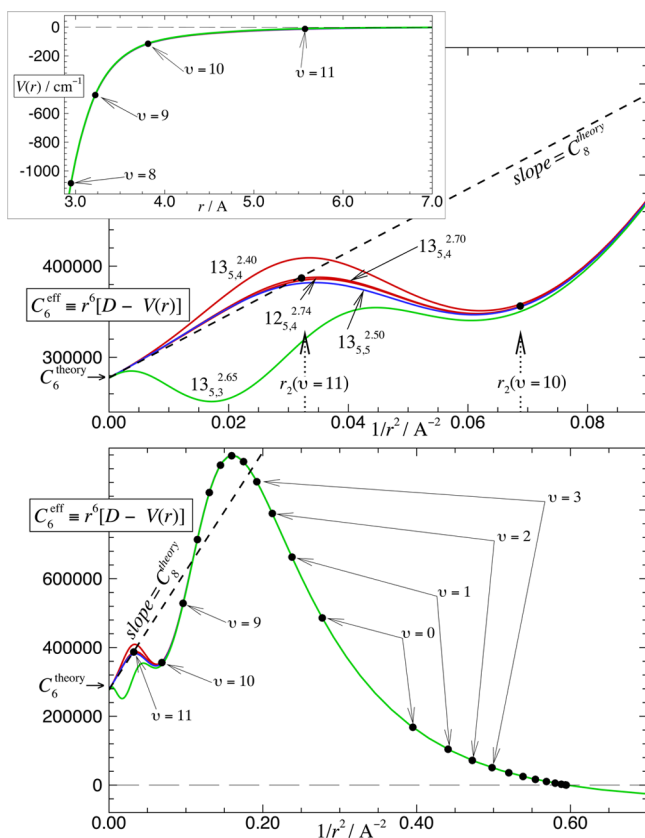 0
-200
-400
-600
-800
-1000
V(r) / cm⁻¹
υ = 11
υ = 10
υ = 9
υ = 8
3.0 4.0 5.0 6.0 7.0
r / A
slope = C₈^theory
400000
300000
C₆^theory
C₆^eff ≡ r⁶[D − V(r)]
13₅,₄^2.40
13₅,₄^2.70
12₅,₄^2.74
13₅,₅^2.50
13₅,₃^2.65
r₂(υ = 11)
r₂(υ = 10)
0.00 0.02 0.04 0.06 0.08
1/r² / A⁻²
C₆^eff ≡ r⁶[D − V(r)]
slope = C₈^theory
υ = 3
υ = 2
υ = 1
υ = 0
υ = 9
υ = 10
υ = 11
800000
600000
400000
C₆^theory
200000
0
0.00 0.20 0.40 0.60
1/r² / A⁻²